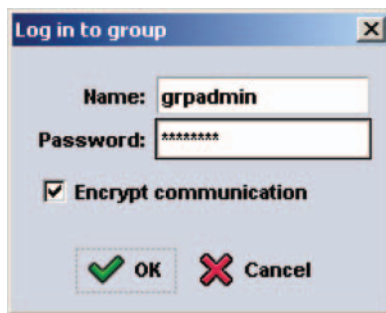 Log in to group
Name: grpadmin
Password: ********
Encrypt communication
OK Cancel